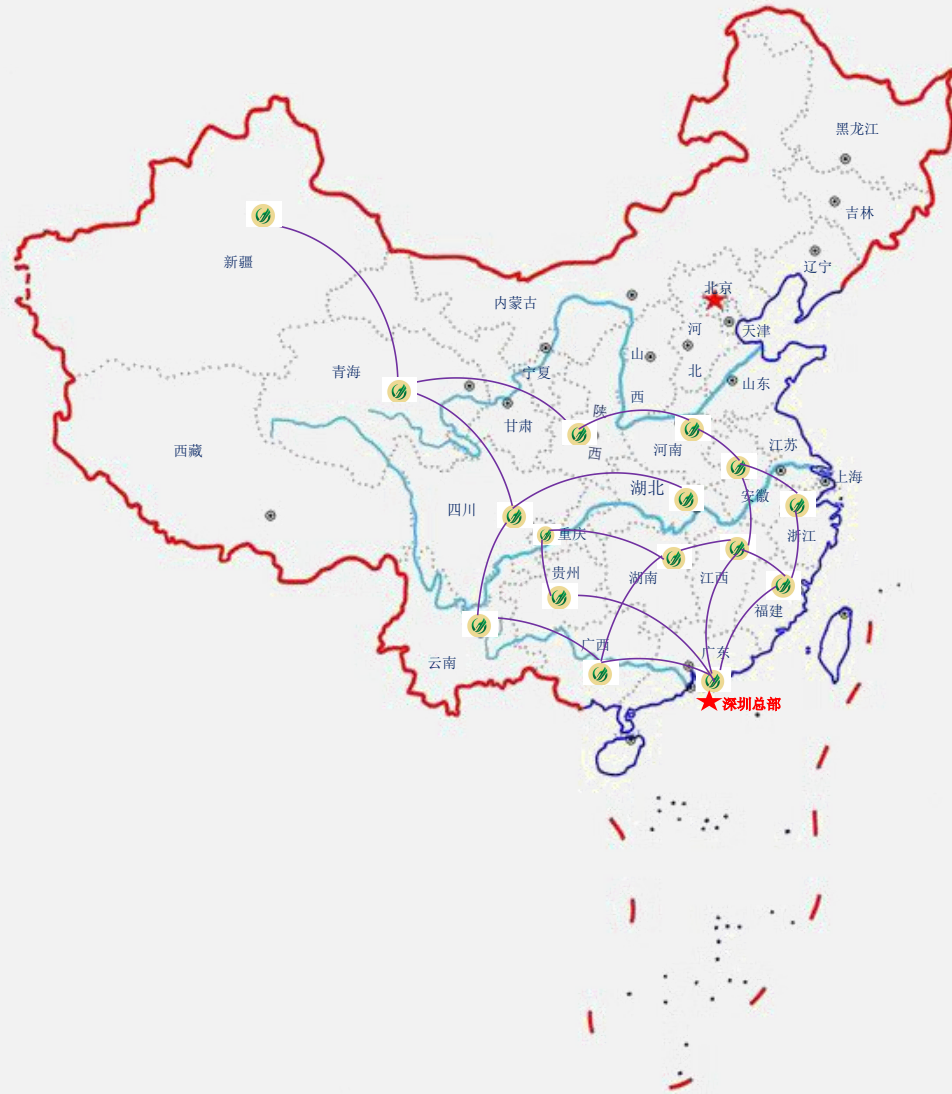 黑龙江
吉林
新疆
辽宁
北京
内蒙古
河
北
天津
山
西
青海
宁夏
山东
陕
西
甘肃
河南
江苏
西藏
上海
湖北
安徽
四川
重庆
浙江
贵州
湖南
江西
福建
广西
广东
云南
深圳总部